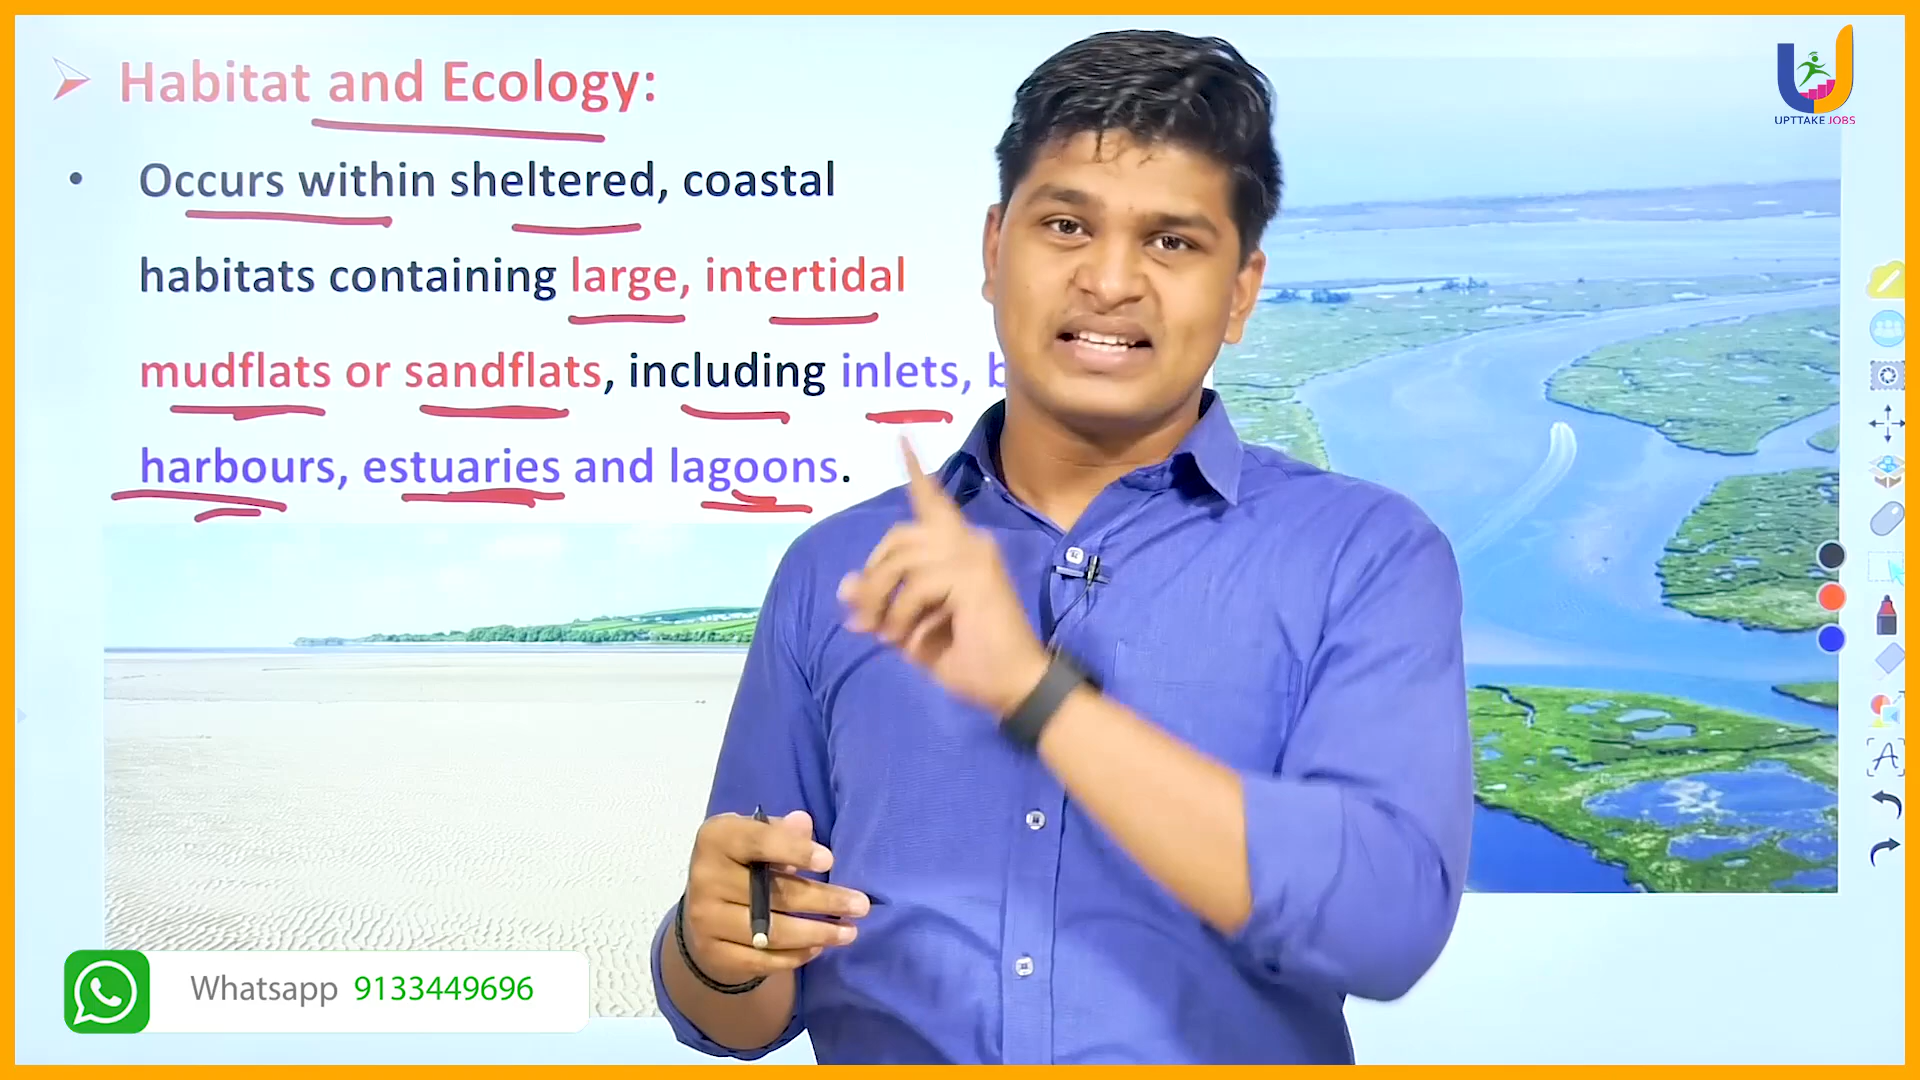 Habitat and Ecology:
• Occurs within sheltered, coastal
habitats containing large, intertidal
mudflats or sandflats, including inlets, b
harbours, estuaries and lagoons.
UPTTAKE JOBS
Whatsapp 9133449696